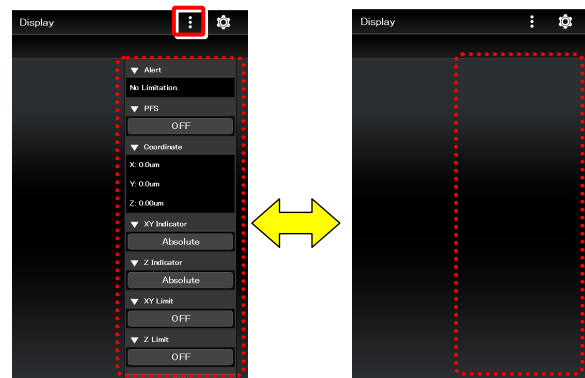 Display
▼ Alert
No Limitation.
▼ PFS
OFF
▼ Coordinate
X: 0.0um
Y: 0.0um
Z: 0.00um
▼ XY Indicator
Absolute
▼ Z Indicator
Absolute
▼ XY Limit
OFF
▼ Z Limit
OFF
Display